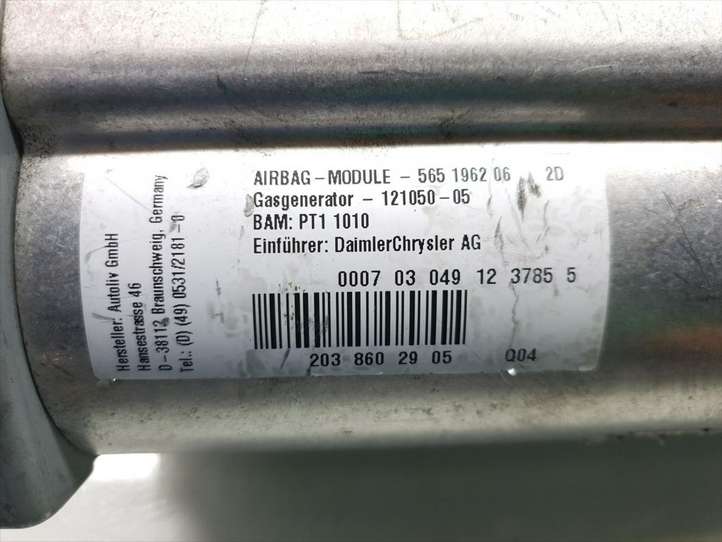 Hersteller: Autoliv GmbH
Hansestrasse 46
D-38112 Braunschweig, Germany
Tel.: (0) (49) 0531/2181-0
AIRBAG-MODULE - 565 1962 06 2D
Gasgenerator - 121050-05
BAM: PT1 1010
Einführer: DaimlerChrysler AG
0007 03 049 12 3785 5
203 860 2905 Q04